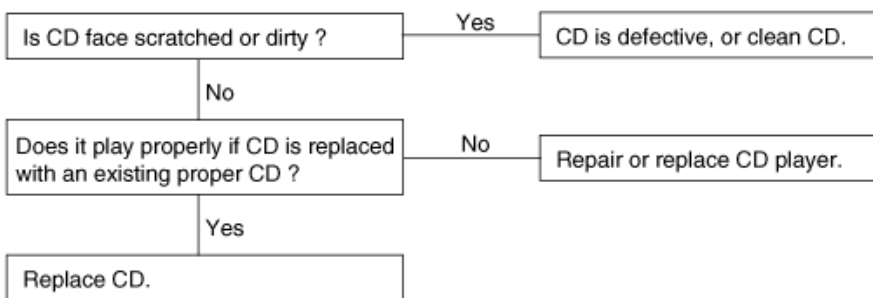 Is CD face scratched or dirty ?
Yes
CD is defective, or clean CD.
No
Does it play properly if CD is replaced
with an existing proper CD ?
No
Repair or replace CD player.
Yes
Replace CD.